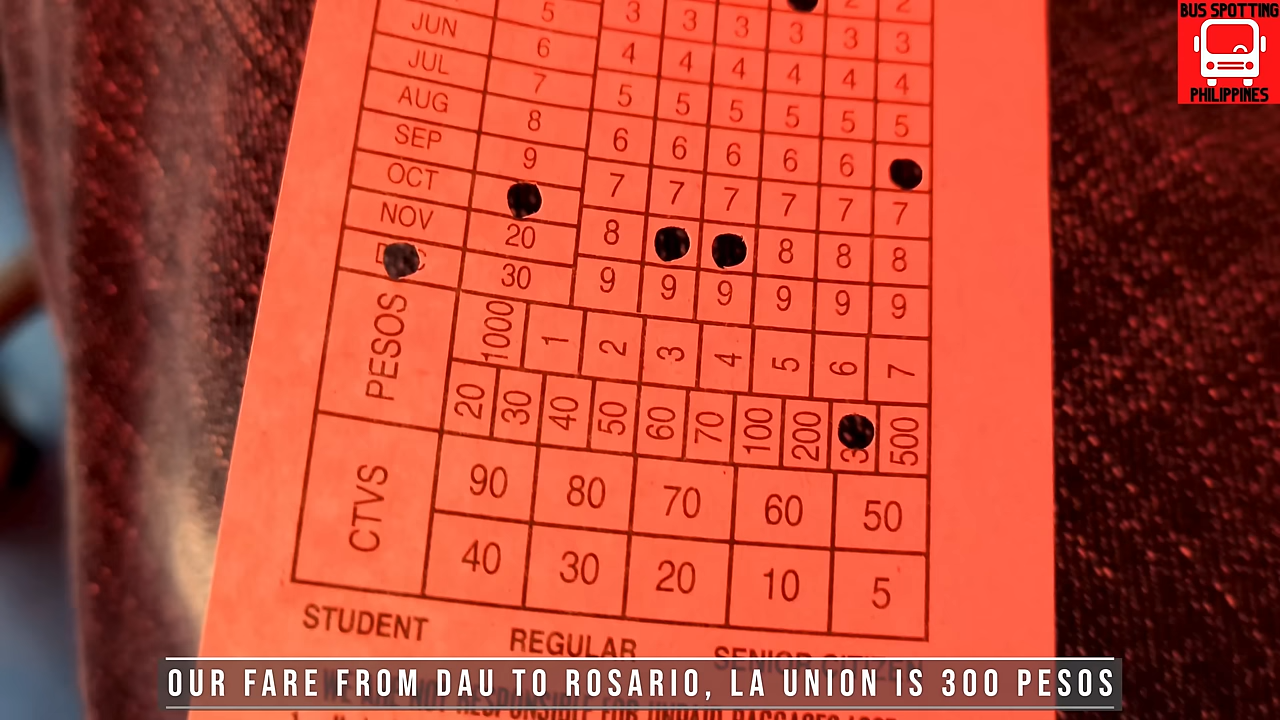 BUS SPOTTING
PHILIPPINES
5 3 3 3 3 2 2
JUN 6 4 4 4 4 3 3
JUL 7 5 5 5 5 4 4
AUG 8 6 6 6 6 5 5
SEP 9 7 7 7 7 6
OCT 8 8 7 7
NOV 20 9 9 9 9 8 8
30 9 9
PESOS
1000 1 2 3 4 5 6 7
20 30 40 50 60 70 100 200 500
CTVS
90 80 70 60 50
40 30 20 10 5
STUDENT REGULAR SENIOR CITIZEN
OUR FARE FROM DAU TO ROSARIO, LA UNION IS 300 PESOS